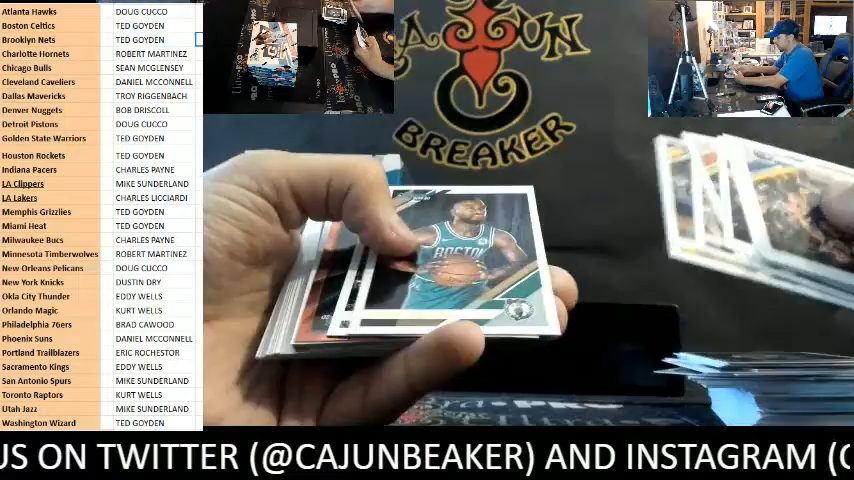 Atlanta Hawks DOUG CUCCO
Boston Celtics TED GOYDEN
Brooklyn Nets TED GOYDEN
Charlotte Hornets ROBERT MARTINEZ
Chicago Bulls SEAN MCGLENSEY
Cleveland Caveliers DANIEL MCCONNELL
Dallas Mavericks TROY RIGGENBACH
Denver Nuggets BOB DRISCOLL
Detroit Pistons DOUG CUCCO
Golden State Warriors TED GOYDEN
Houston Rockets TED GOYDEN
Indiana Pacers CHARLES PAYNE
LA Clippers MIKE SUNDERLAND
LA Lakers CHARLES LICCIARDI
Memphis Grizzlies TED GOYDEN
Miami Heat TED GOYDEN
Milwaukee Bucs CHARLES PAYNE
Minnesota Timberwolves ROBERT MARTINEZ
New Orleans Pelicans DOUG CUCCO
New York Knicks DUSTIN DRY
Okla City Thunder EDDY WELLS
Orlando Magic KURT WELLS
Philadelphia 76ers BRAD CAWOOD
Phoenix Suns DANIEL MCCONNELL
Portland Trailblazers ERIC ROCHESTOR
Sacramento Kings EDDY WELLS
San Antonio Spurs MIKE SUNDERLAND
Toronto Raptors KURT WELLS
Utah Jazz MIKE SUNDERLAND
Washington Wizard TED GOYDEN
BREAKER
BOSTON
US ON TWITTER (@CAJUNBEAKER) AND INSTAGRAM (